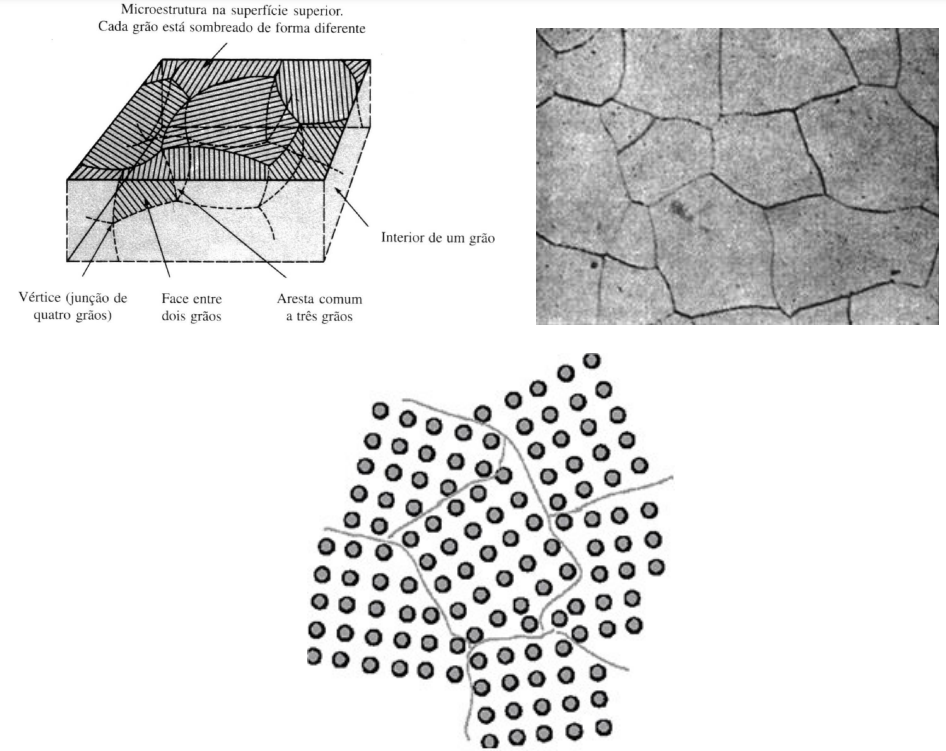 Microestrutura na superfície superior.
Cada grão está sombreado de forma diferente
Interior de um grão
Vértice (junção de
quatro grãos)
Face entre
dois grãos
Aresta comum
a três grãos